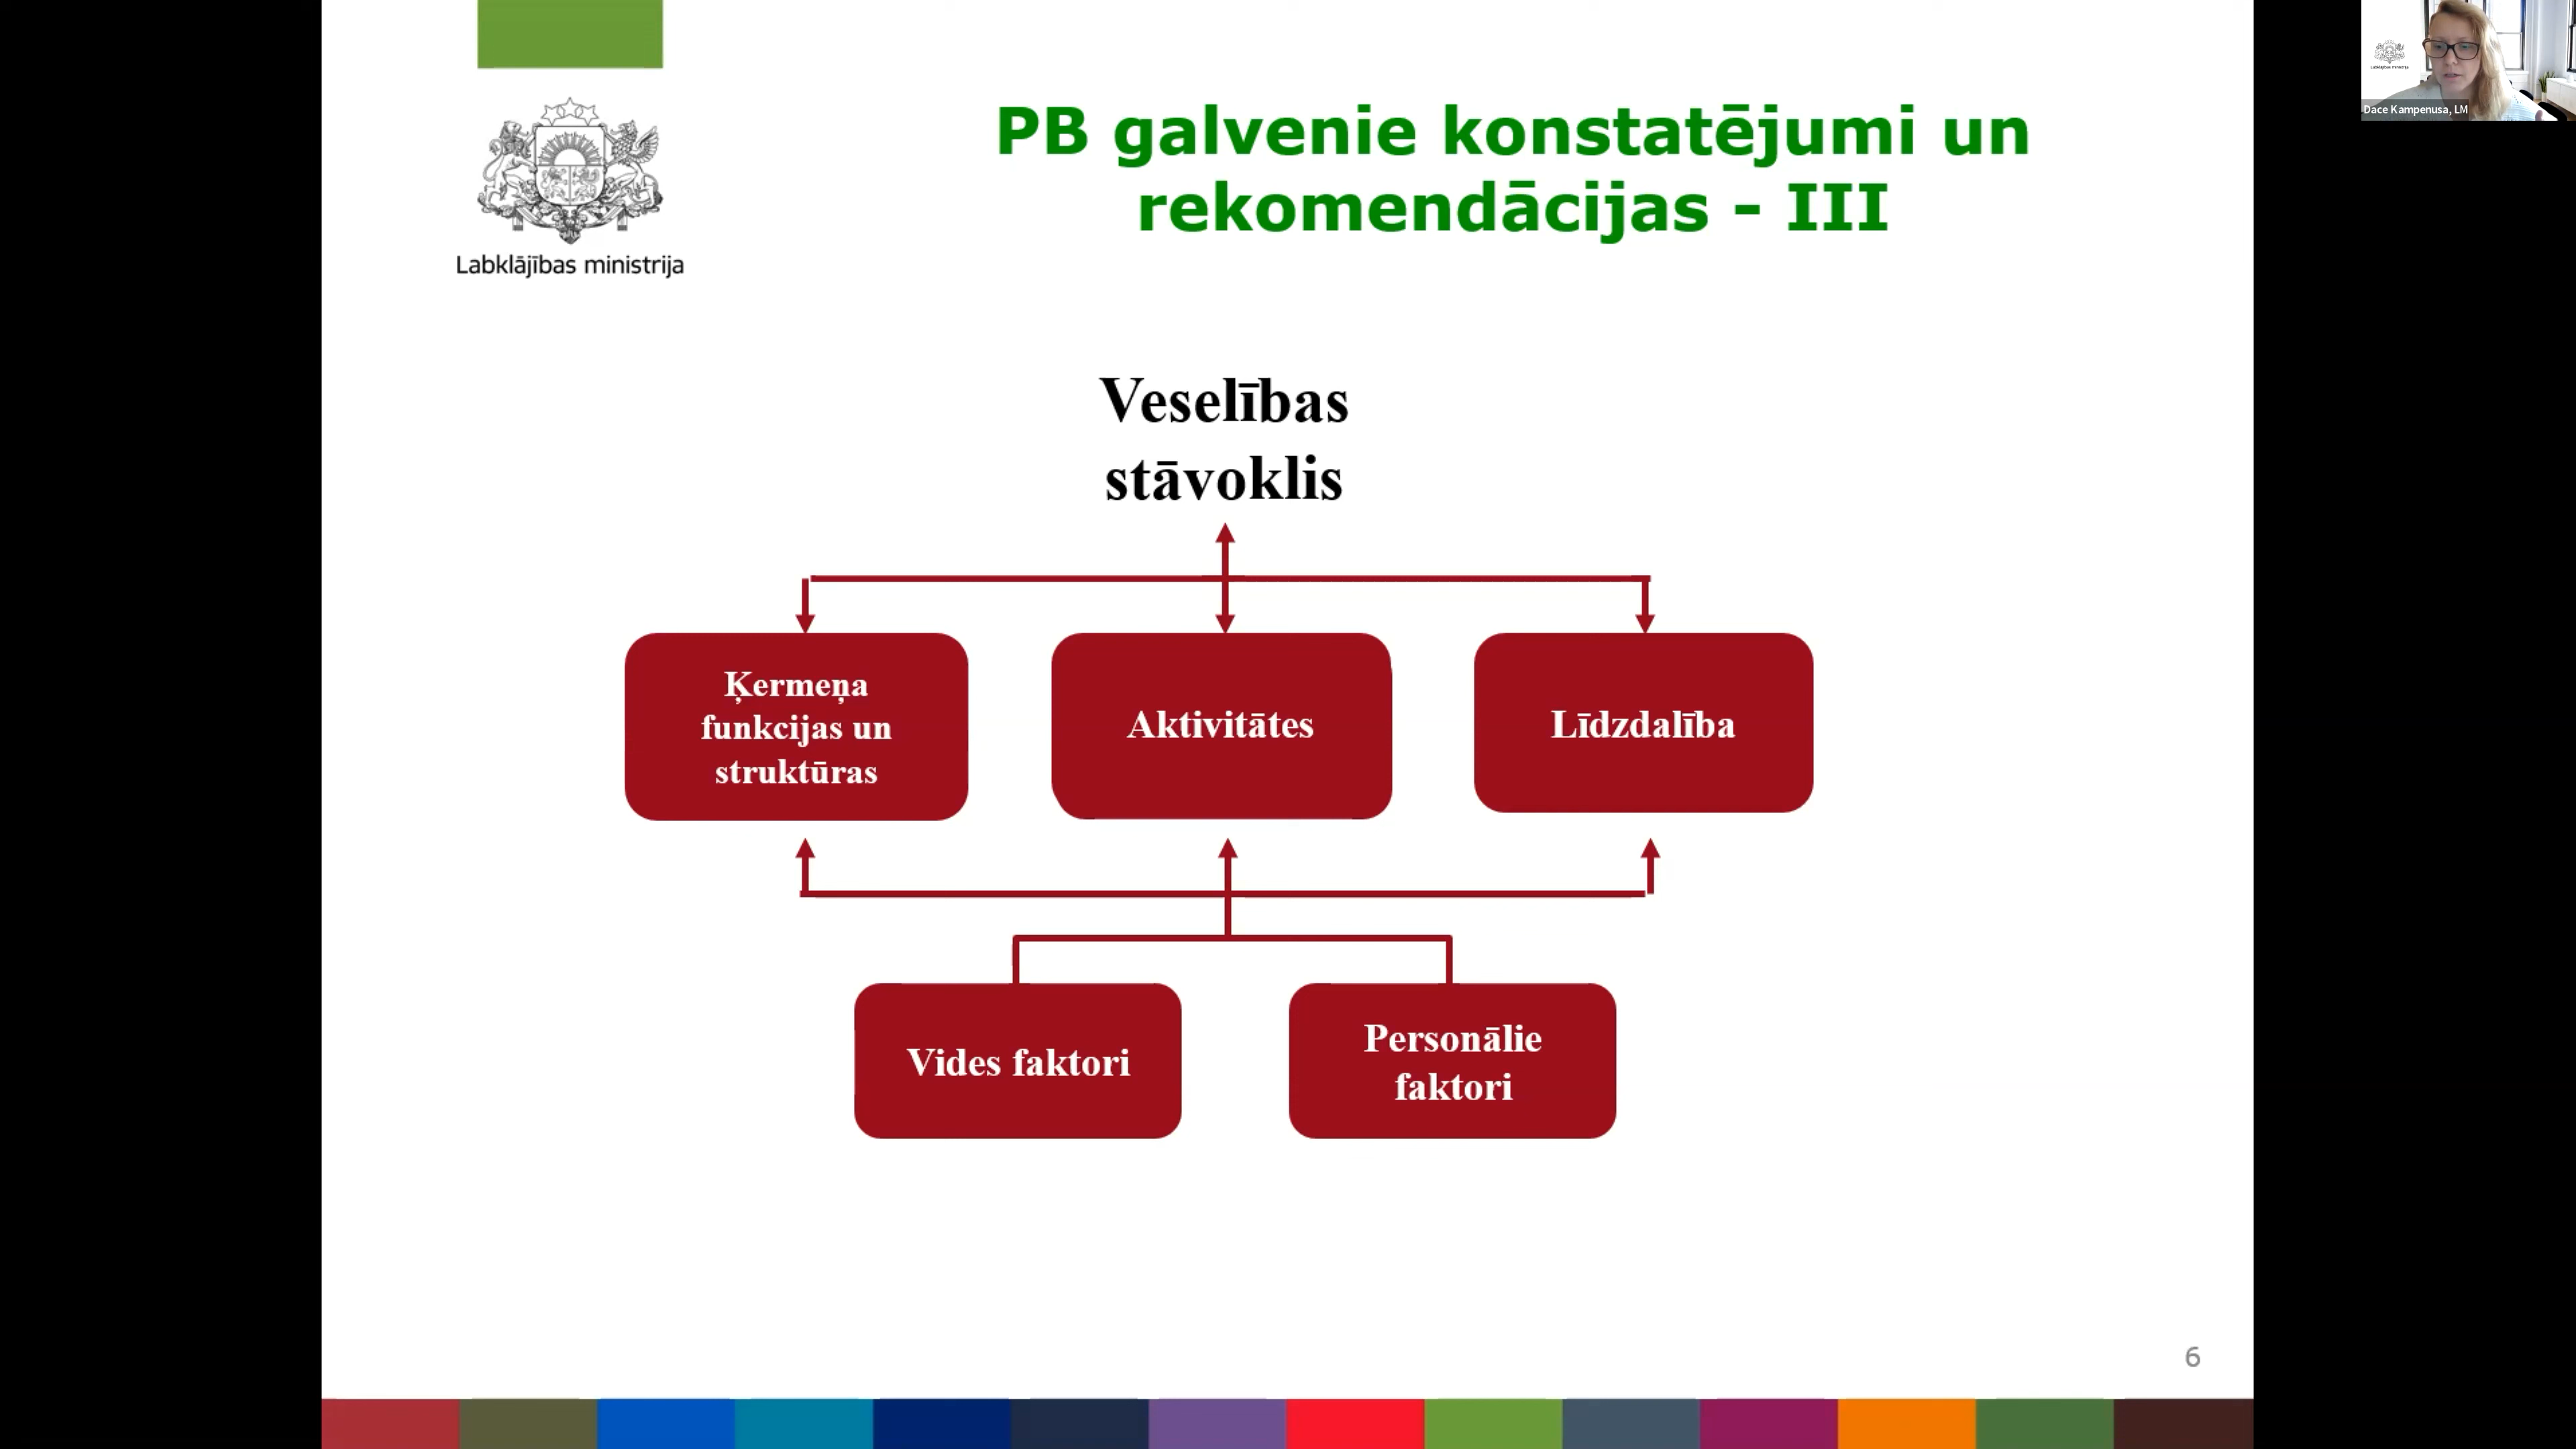 PB galvenie konstatējumi un
rekomendācijas - III
Labklājības ministrija
Dace Kampenusa, LM
Veselības
stāvoklis
Ķermeņa
funkcijas un
struktūras
Aktivitātes
Līdzdalība
Vides faktori
Personālie
faktori
6